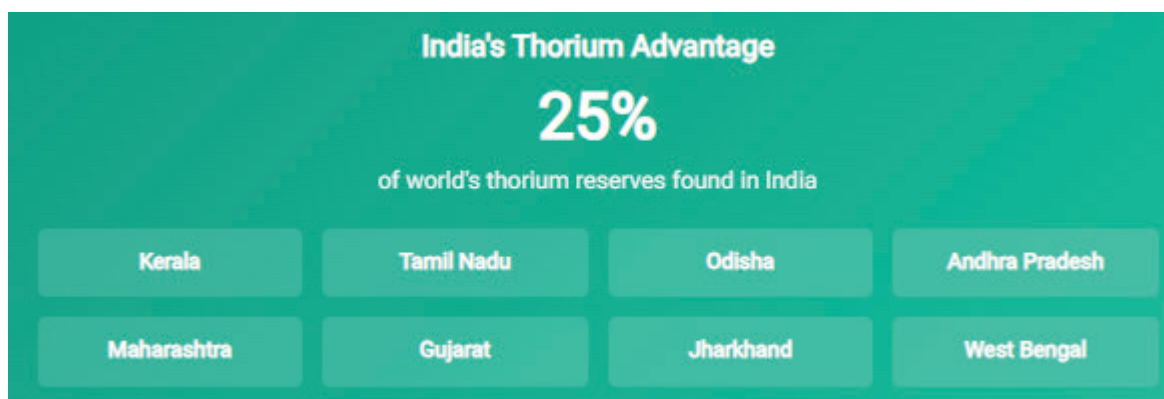 India's Thorium Advantage
25%
of world's thorium reserves found in India
Kerala
Tamil Nadu
Odisha
Andhra Pradesh
Maharashtra
Gujarat
Jharkhand
West Bengal